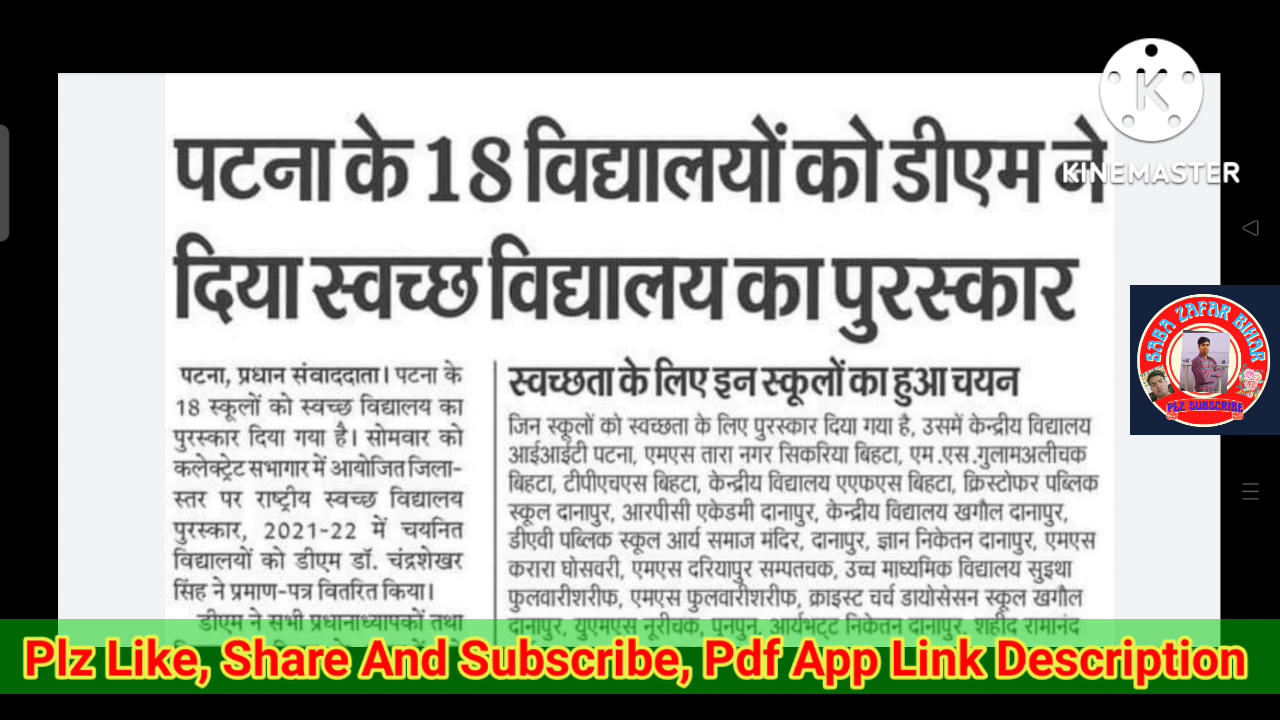 पटना के 18 विद्यालयों को डीएम ने
दिया स्वच्छ विद्यालय का पुरस्कार
पटना, प्रधान संवाददाता। पटना के
18 स्कूलों को स्वच्छ विद्यालय का
पुरस्कार दिया गया है। सोमवार को
कलेक्ट्रेट सभागार में आयोजित जिला-
स्तर पर राष्ट्रीय स्वच्छ विद्यालय
पुरस्कार, 2021-22 में चयनित
विद्यालयों को डीएम डॉ. चंद्रशेखर
सिंह ने प्रमाण-पत्र वितरित किया।
डीएम ने सभी प्रधानाध्यापकों तथा
स्वच्छता के लिए इन स्कूलों का हुआ चयन
जिन स्कूलों को स्वच्छता के लिए पुरस्कार दिया गया है, उसमें केन्द्रीय विद्यालय
आईआईटी पटना, एमएस तारा नगर सिकरिया बिहटा, एम .एस .गुलामअलीचक
बिहटा, टीपीएचएस बिहटा, केन्द्रीय विद्यालय एएफएस बिहटा, क्रिस्टोफर पब्लिक
स्कूल दानापुर, आरपीसी एकेडमी दानापुर, केन्द्रीय विद्यालय खगौल दानापुर,
डीएवी पब्लिक स्कूल आर्य समाज मंदिर, दानापुर, ज्ञान निकेतन दानापुर, एमएस
करारा घोसवरी, एमएस दरियापुर सम्पतचक, उच्च माध्यमिक विद्यालय सुइथा
फुलवारीशरीफ, एमएस फुलवारीशरीफ, क्राइस्ट चर्च डायोसेसन स्कूल खगौल
दानापुर, यूएमएस नूरीचक, पुनपुन, आर्यभट्ट निकेतन दानापुर, शहीद रामानंद
KINEMASTER
SABA ZAFAR BIHAR
PLZ SUBSCRIBE
Plz Like, Share And Subscribe, Pdf App Link Description